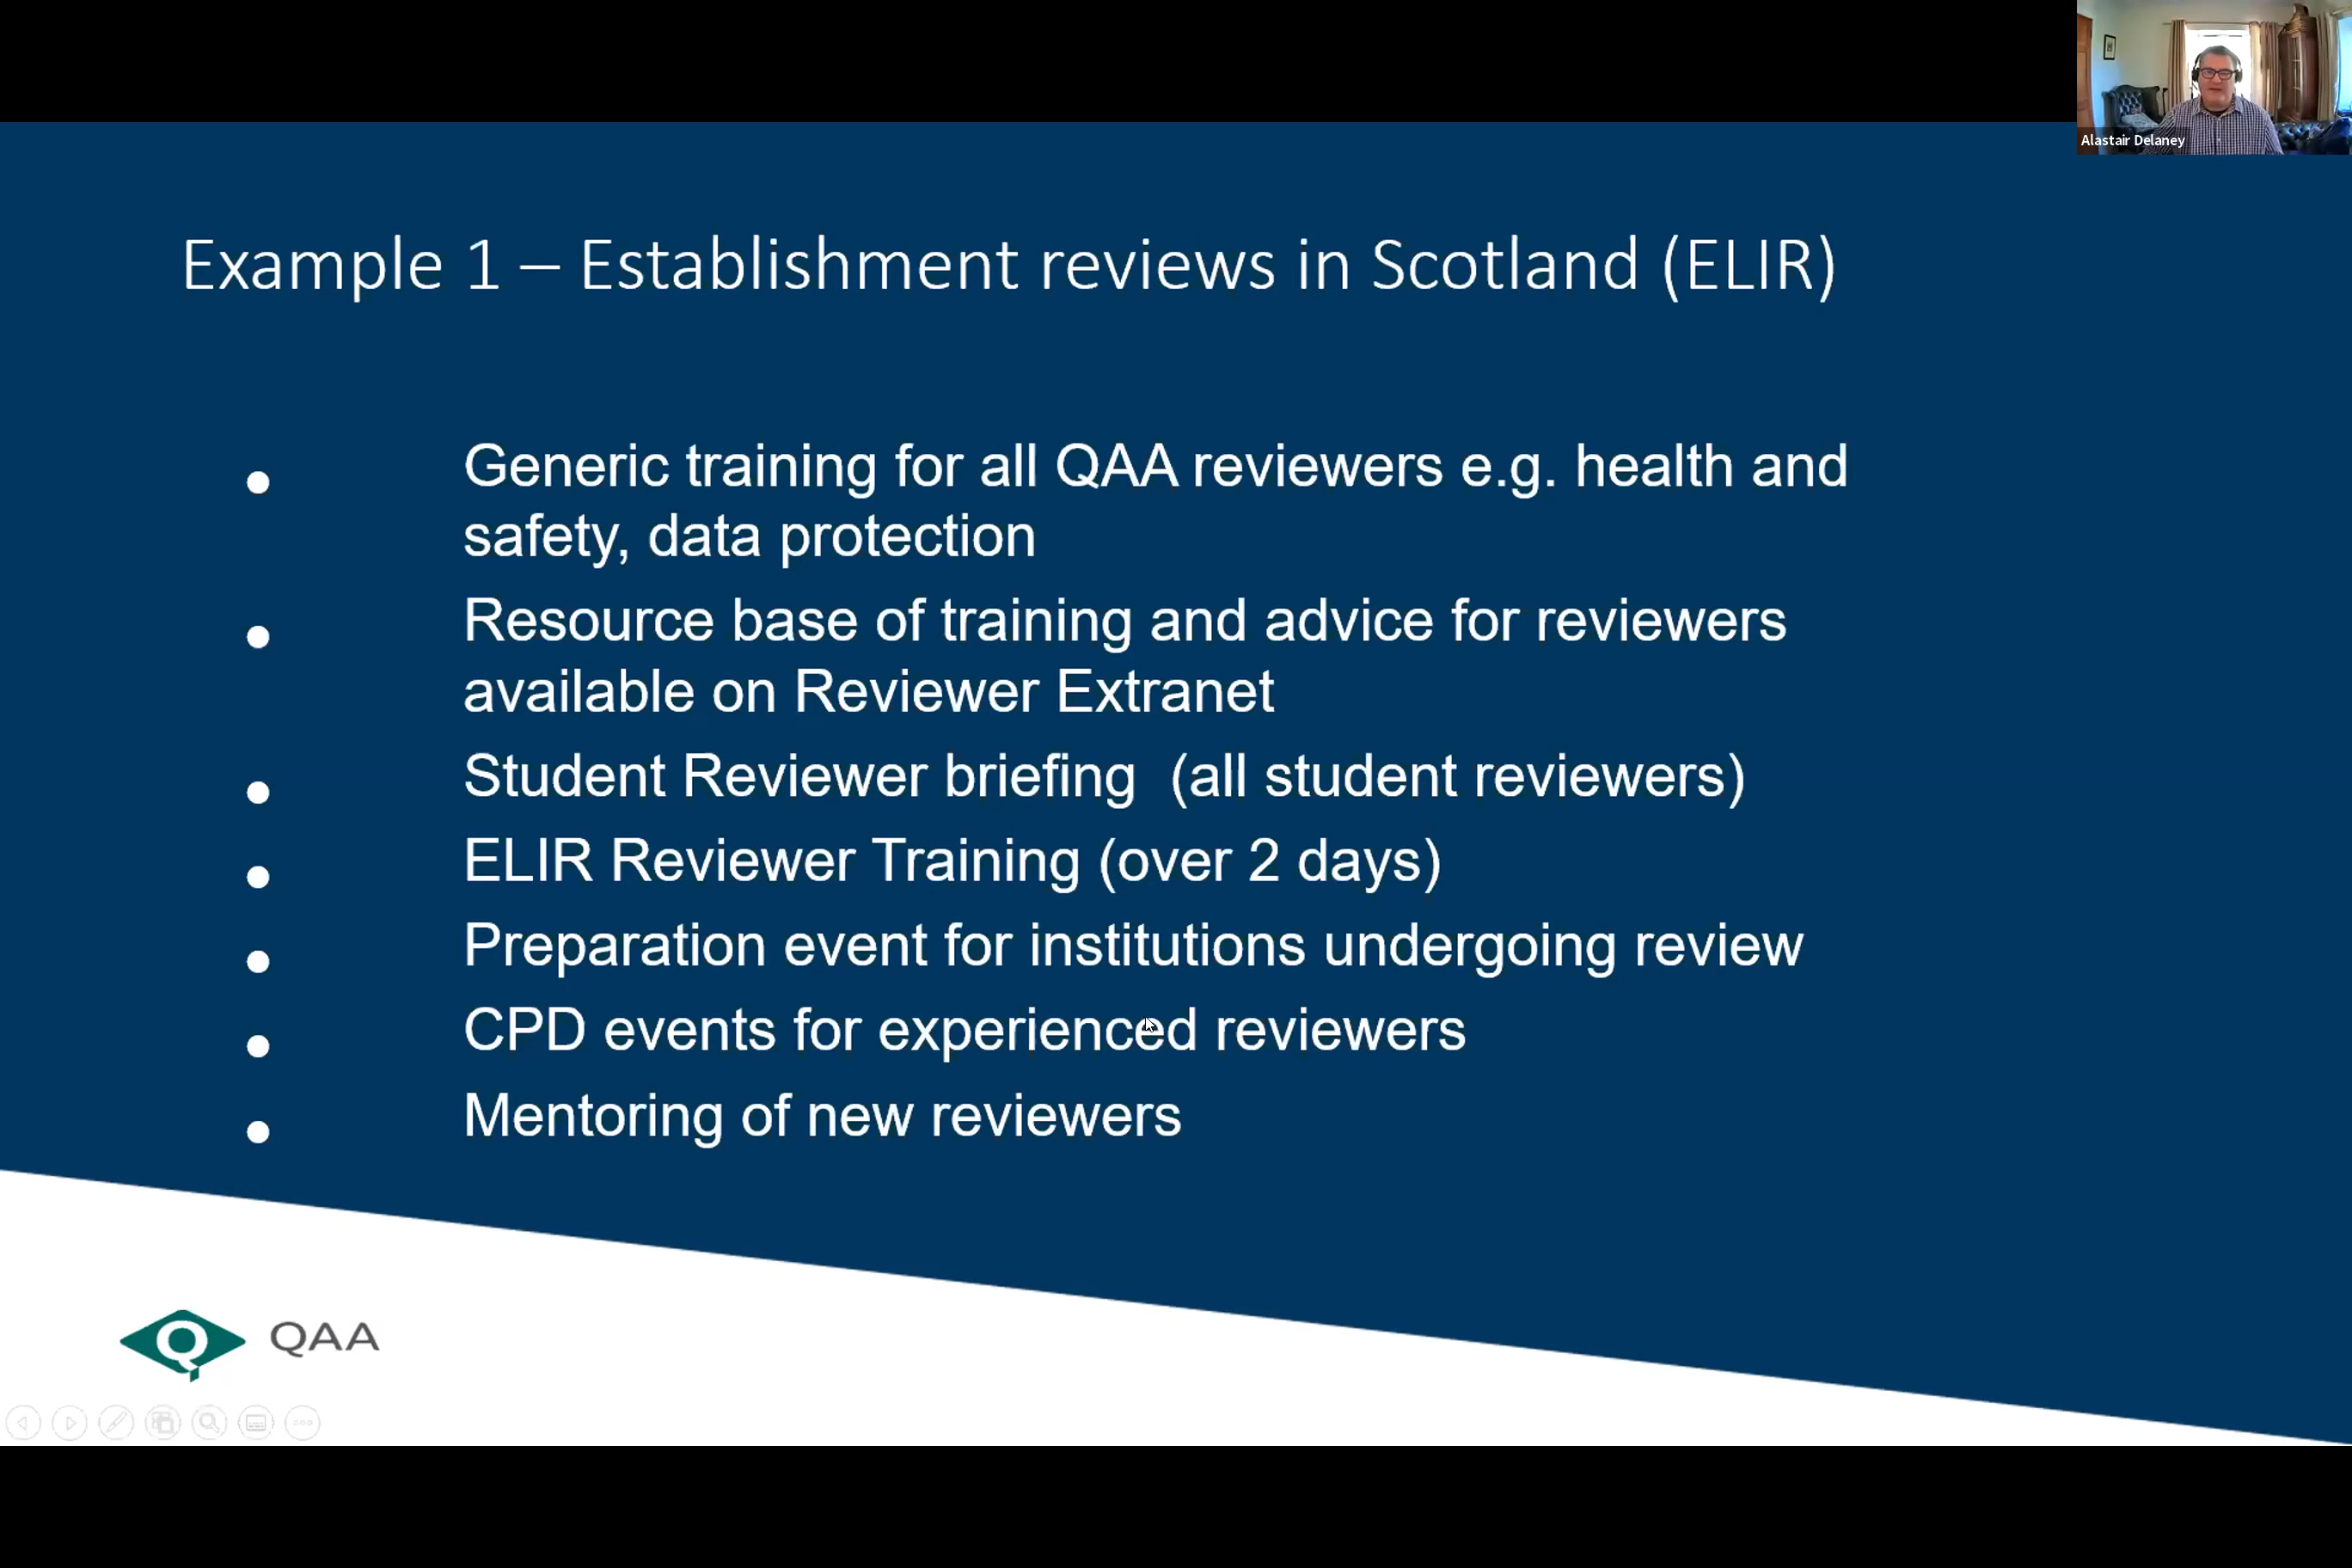 Alastair Delaney
Example 1 – Establishment reviews in Scotland (ELIR)
• Generic training for all QAA reviewers e.g. health and
safety, data protection
• Resource base of training and advice for reviewers
available on Reviewer Extranet
• Student Reviewer briefing  (all student reviewers)
• ELIR Reviewer Training (over 2 days)
• Preparation event for institutions undergoing review
• CPD events for experienced reviewers
• Mentoring of new reviewers
QAA